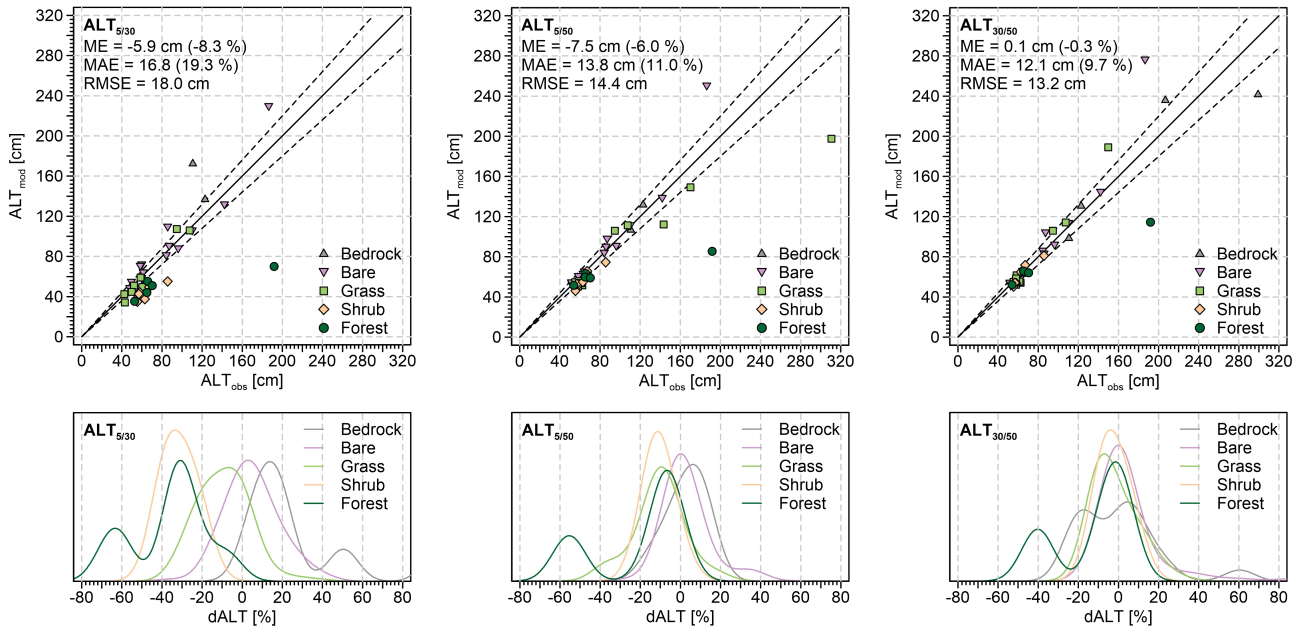 ALT5/30
ME = -5.9 cm (-8.3 %)
MAE = 16.8 (19.3 %)
RMSE = 18.0 cm
320
280
240
200
160
120
80
40
0
ALTmod [cm]
Bedrock
Bare
Grass
Shrub
Forest
0 40 80 120 160 200 240 280 320
ALTobs [cm]
ALT5/50
ME = -7.5 cm (-6.0 %)
MAE = 13.8 cm (11.0 %)
RMSE = 14.4 cm
320
280
240
200
160
120
80
40
0
ALTmod [cm]
Bedrock
Bare
Grass
Shrub
Forest
0 40 80 120 160 200 240 280 320
ALTobs [cm]
ALT30/50
ME = 0.1 cm (-0.3 %)
MAE = 12.1 cm (9.7 %)
RMSE = 13.2 cm
320
280
240
200
160
120
80
40
0
ALTmod [cm]
Bedrock
Bare
Grass
Shrub
Forest
0 40 80 120 160 200 240 280 320
ALTobs [cm]
ALT5/30
Bedrock
Bare
Grass
Shrub
Forest
-80 -60 -40 -20 0 20 40 60 80
dALT [%]
ALT5/50
Bedrock
Bare
Grass
Shrub
Forest
-80 -60 -40 -20 0 20 40 60 80
dALT [%]
ALT30/50
Bedrock
Bare
Grass
Shrub
Forest
-80 -60 -40 -20 0 20 40 60 80
dALT [%]